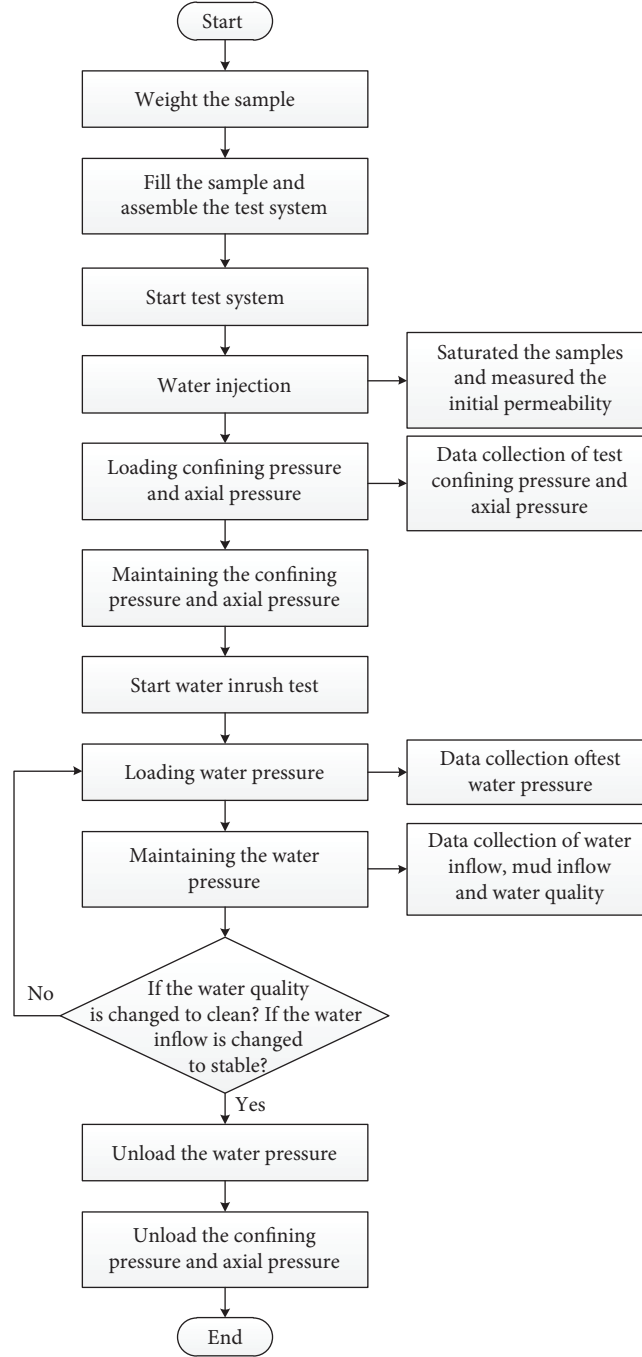 Start
Weight the sample
Fill the sample and
assemble the test system
Start test system
Water injection
Saturated the samples
and measured the
initial permeability
Loading confining pressure
and axial pressure
Data collection of test
confining pressure and
axial pressure
Maintaining the confining
pressure and axial pressure
Start water inrush test
Loading water pressure
Data collection oftest
water pressure
Maintaining the water
pressure
Data collection of water
inflow, mud inflow
and water quality
No
If the water quality
is changed to clean? If the water
inflow is changed
to stable?
Yes
Unload the water pressure
Unload the confining
pressure and axial pressure
End